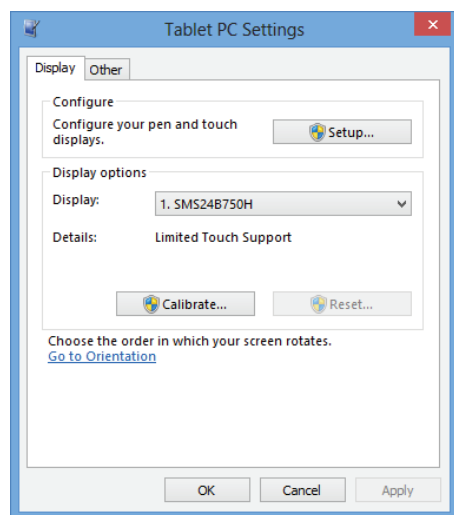 Tablet PC Settings
Display Other
Configure
Configure your pen and touch
displays.
Setup...
Display options
Display: 1. SMS24B750H
Details: Limited Touch Support
Calibrate... Reset...
Choose the order in which your screen rotates.
Go to Orientation
OK Cancel Apply